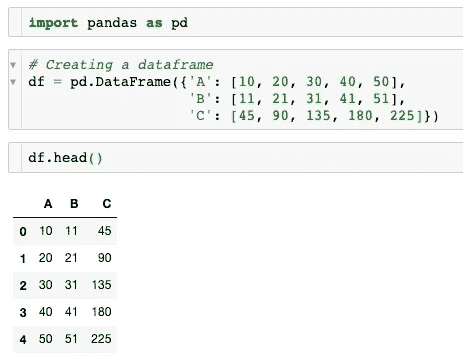 import pandas as pd
# Creating a dataframe
df = pd.DataFrame({'A': [10, 20, 30, 40, 50],
'B': [11, 21, 31, 41, 51],
'C': [45, 90, 135, 180, 225]})
df.head()
A B C
0 10 11 45
1 20 21 90
2 30 31 135
3 40 41 180
4 50 51 225